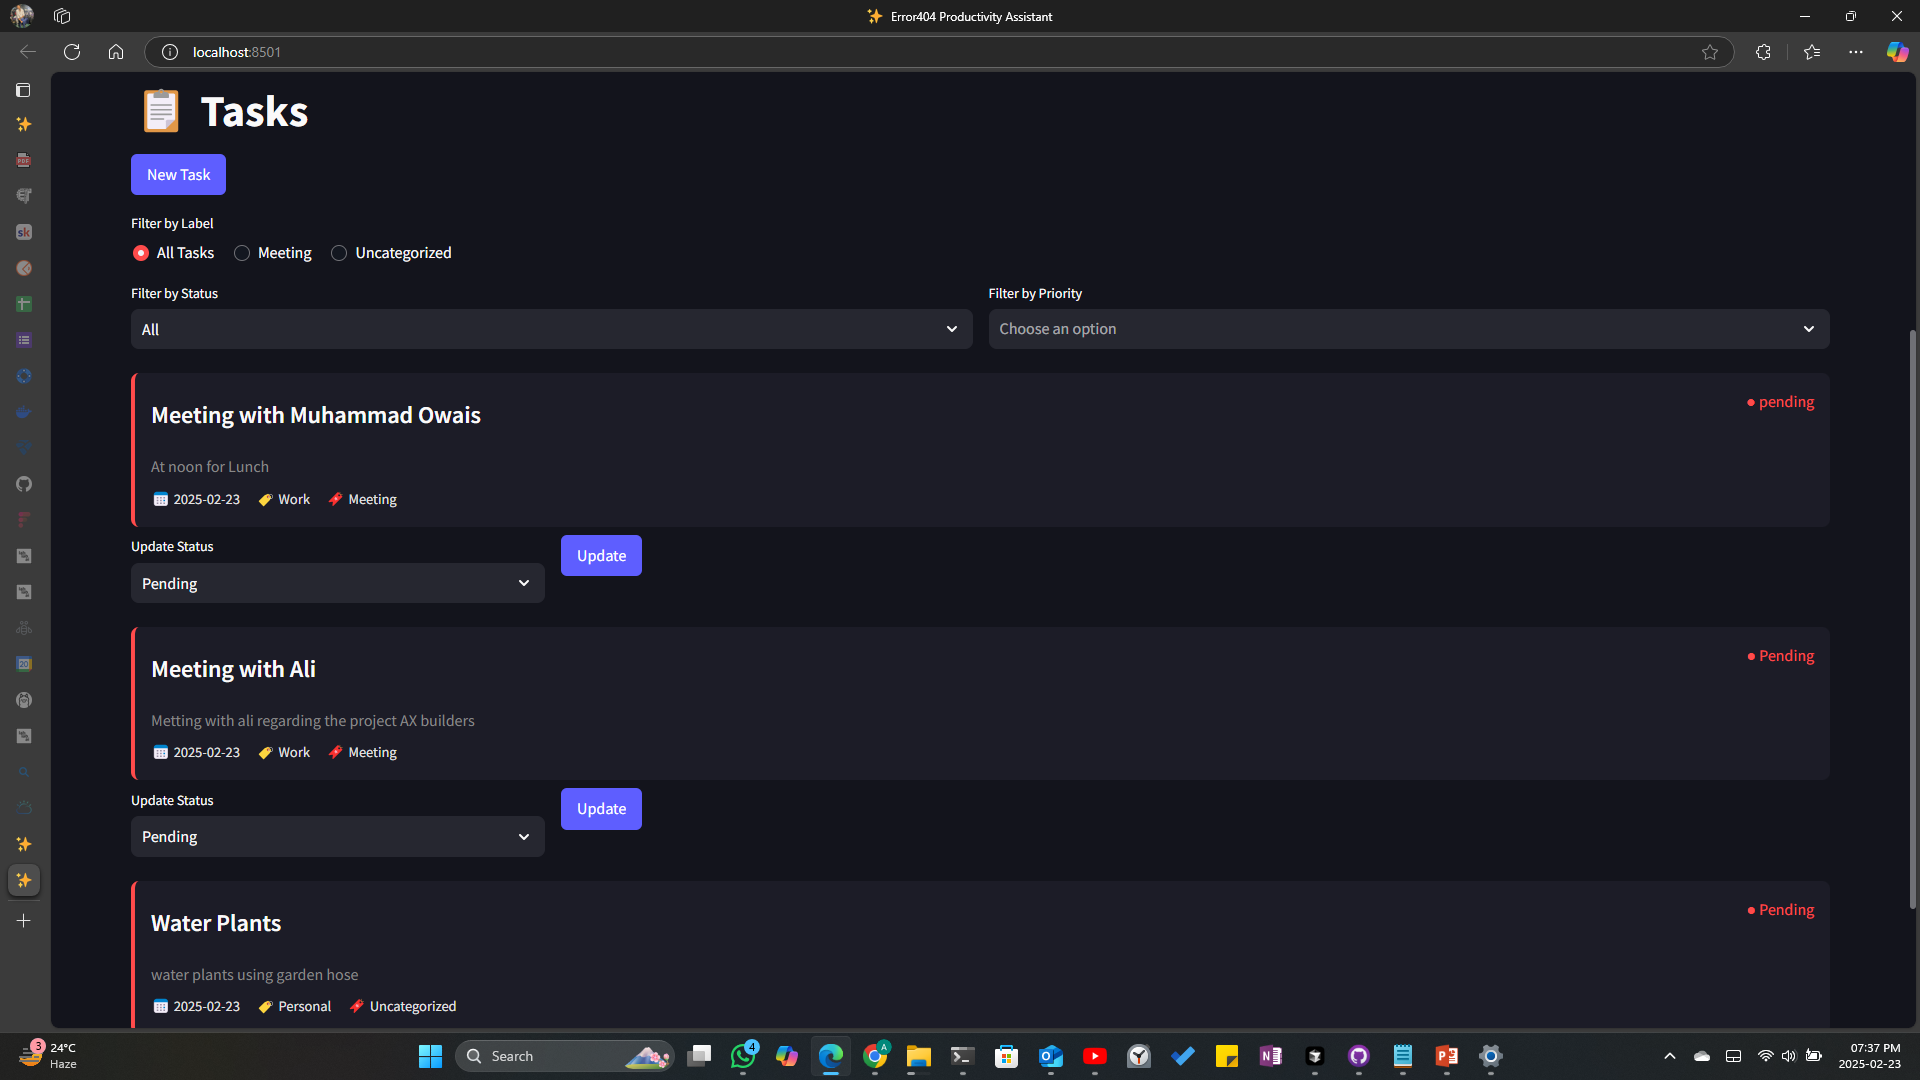 Error404 Productivity Assistant
localhost:8501
Tasks
New Task
Filter by Label
All Tasks Meeting Uncategorized
Filter by Status Filter by Priority
All Choose an option
Meeting with Muhammad Owais pending
At noon for Lunch
2025-02-23 Work Meeting
Update Status Update
Pending
Meeting with Ali Pending
Metting with ali regarding the project AX builders
2025-02-23 Work Meeting
Update Status Update
Pending
Water Plants Pending
water plants using garden hose
2025-02-23 Personal Uncategorized
3 24°C Search 4 A 07:37 PM
Haze 2025-02-23